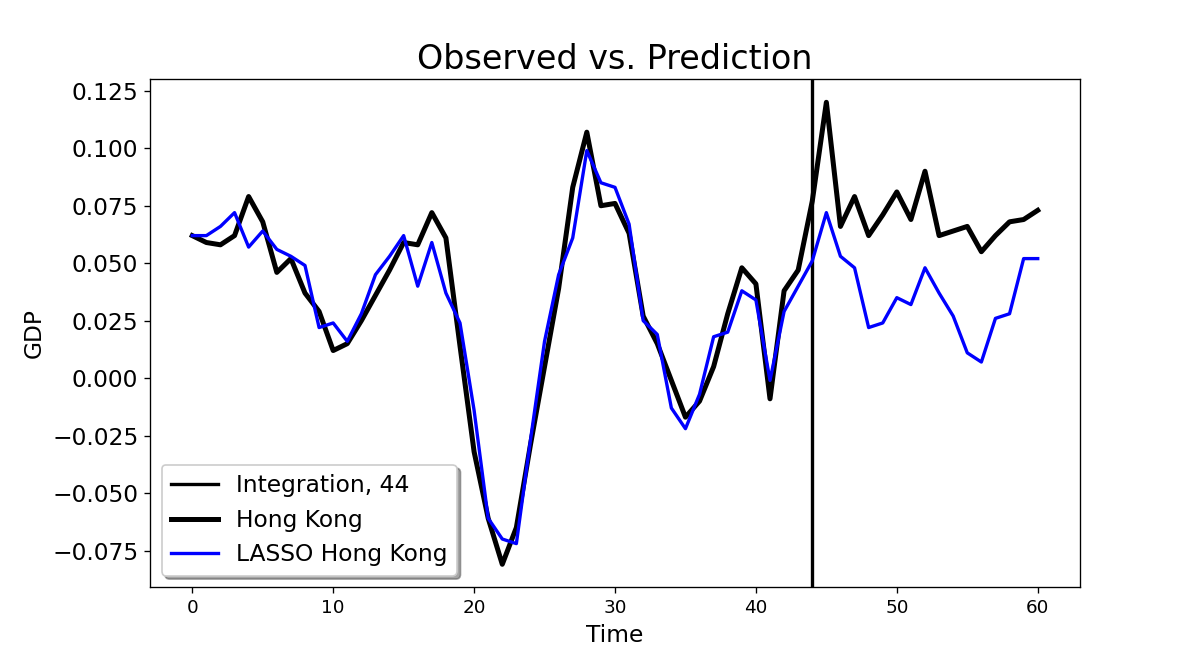 Observed vs. Prediction
0.125
0.100
0.075
0.050
0.025
0.000
−0.025
−0.050
−0.075
GDP
Integration, 44
Hong Kong
LASSO Hong Kong
0 10 20 30 40 50 60
Time